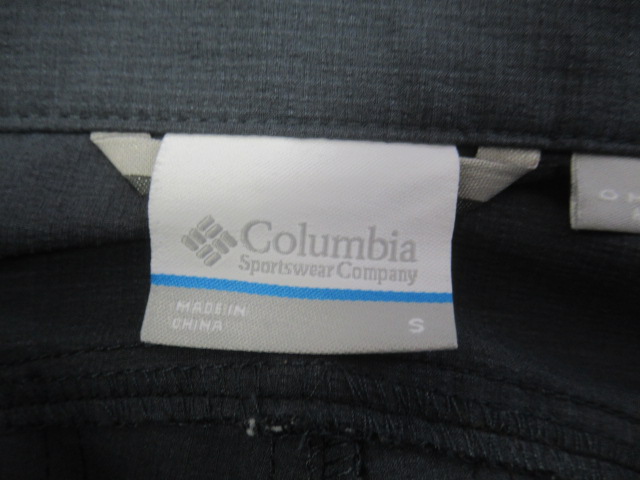 Columbia
Sportswear Company
MADE IN
CHINA
S